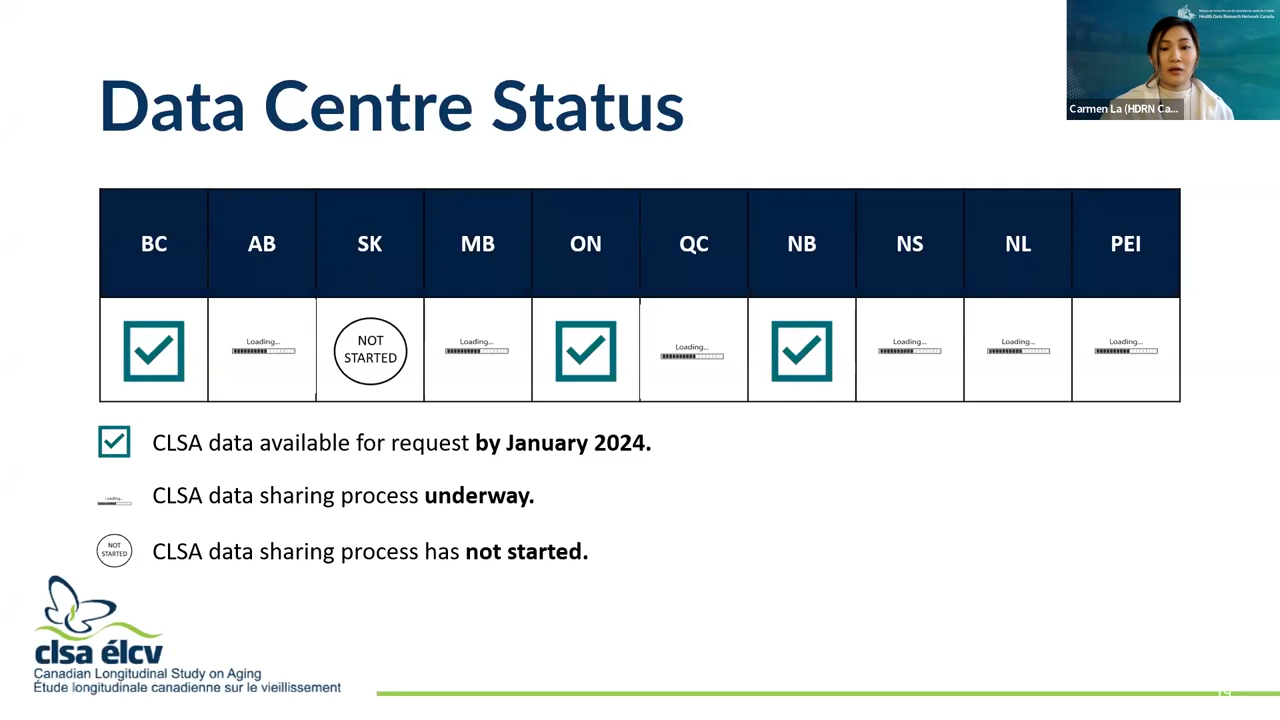 Health Data Research Network Canada
Carmen La (HDRN Ca...
Data Centre Status
BC AB SK MB ON QC NB NS NL PEI
Loading... NOT STARTED Loading... Loading... Loading... Loading... Loading...
CLSA data available for request by January 2024.
Loading...
CLSA data sharing process underway.
NOT
STARTED
CLSA data sharing process has not started.
clsa élcv
Canadian Longitudinal Study on Aging
Étude longitudinale canadienne sur le vieillissement